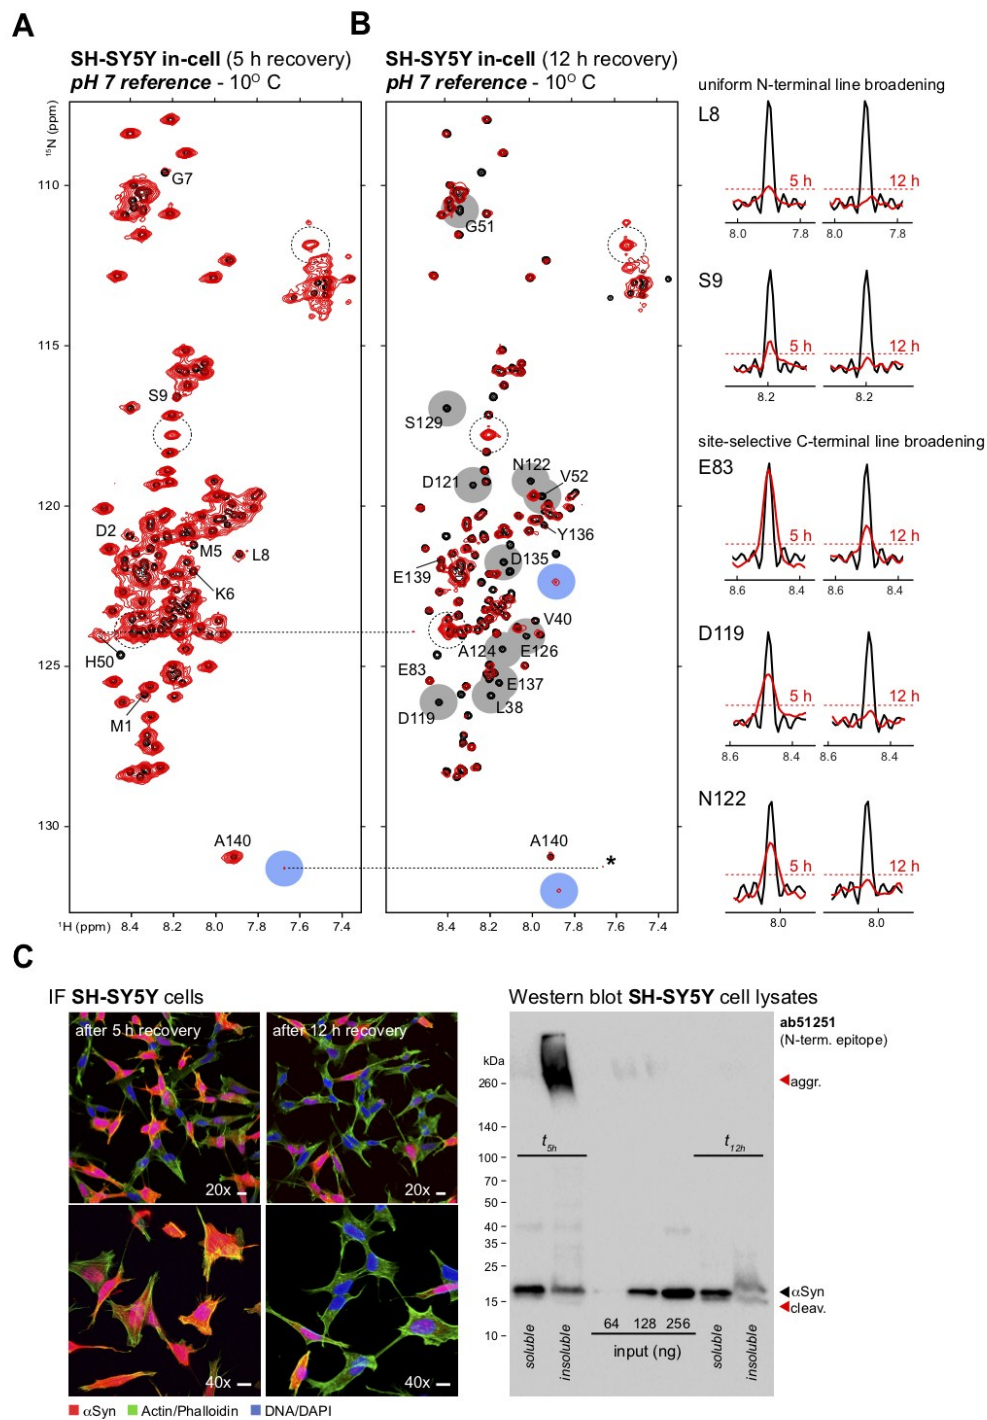 A
B
SH-SY5Y in-cell (5 h recovery)
pH 7 reference - 10° C
SH-SY5Y in-cell (12 h recovery)
pH 7 reference - 10° C
uniform N-terminal line broadening
L8
5 h
12 h
8.0 7.8 8.0 7.8
S9
5 h
12 h
8.2 8.2
site-selective C-terminal line broadening
E83
5 h
12 h
8.6 8.4 8.6 8.4
D119
5 h
12 h
8.6 8.4 8.6 8.4
N122
5 h
12 h
8.0 8.0
¹⁵N (ppm)
110
115
120
125
130
G7
S9
D2
M5
L8
K6
H50
M1
A140
¹H (ppm) 8.4 8.2 8.0 7.8 7.6 7.4
G51
S129
D121
N122
V52
Y136
D135
E139
V40
A124
E126
E83
E137
D119
L38
A140
*
8.4 8.2 8.0 7.8 7.6 7.4
C
IF SH-SY5Y cells
after 5 h recovery
after 12 h recovery
20x
20x
40x
40x
αSyn Actin/Phalloidin DNA/DAPI
Western blot SH-SY5Y cell lysates
ab51251
(N-term. epitope)
kDa
260
140
100
70
50
40
35
25
15
10
t5h
t12h
aggr.
αSyn
cleav.
64 128 256
input (ng)
soluble
insoluble
soluble
insoluble